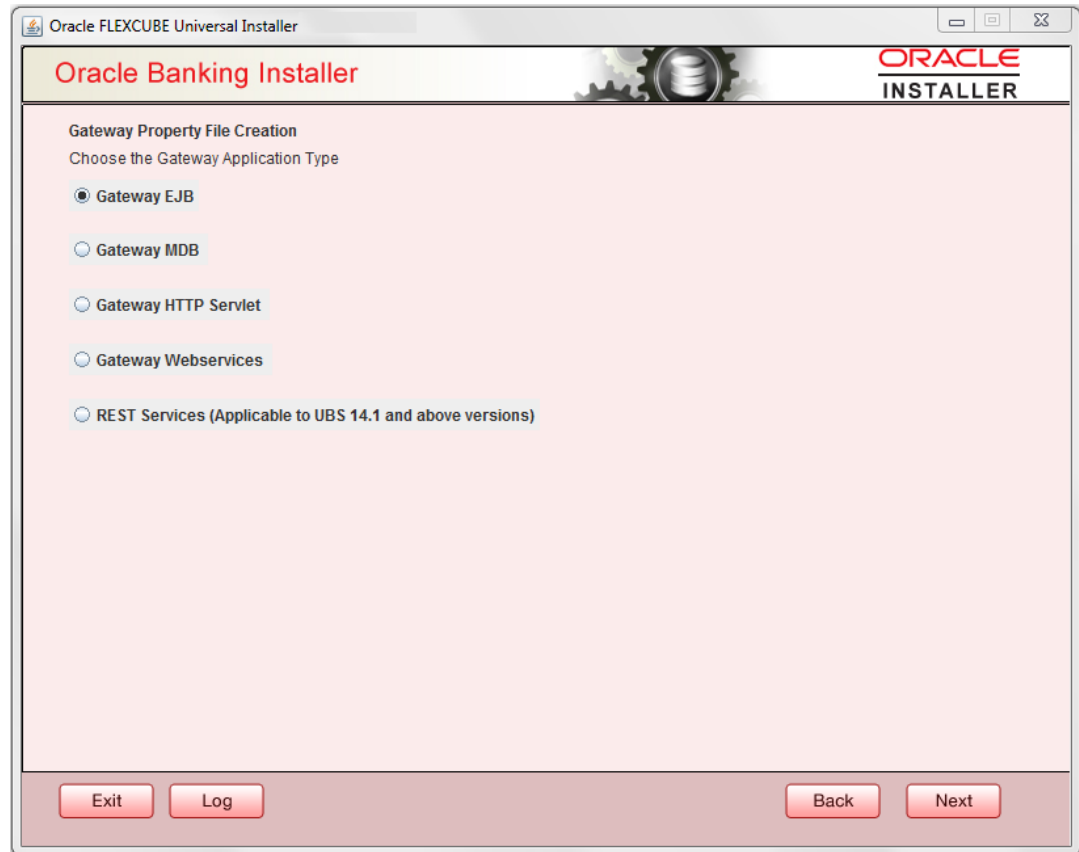 Oracle FLEXCUBE Universal Installer
Oracle Banking Installer
ORACLE
INSTALLER
Gateway Property File Creation
Choose the Gateway Application Type
Gateway EJB
Gateway MDB
Gateway HTTP Servlet
Gateway Webservices
REST Services (Applicable to UBS 14.1 and above versions)
Exit Log Back Next